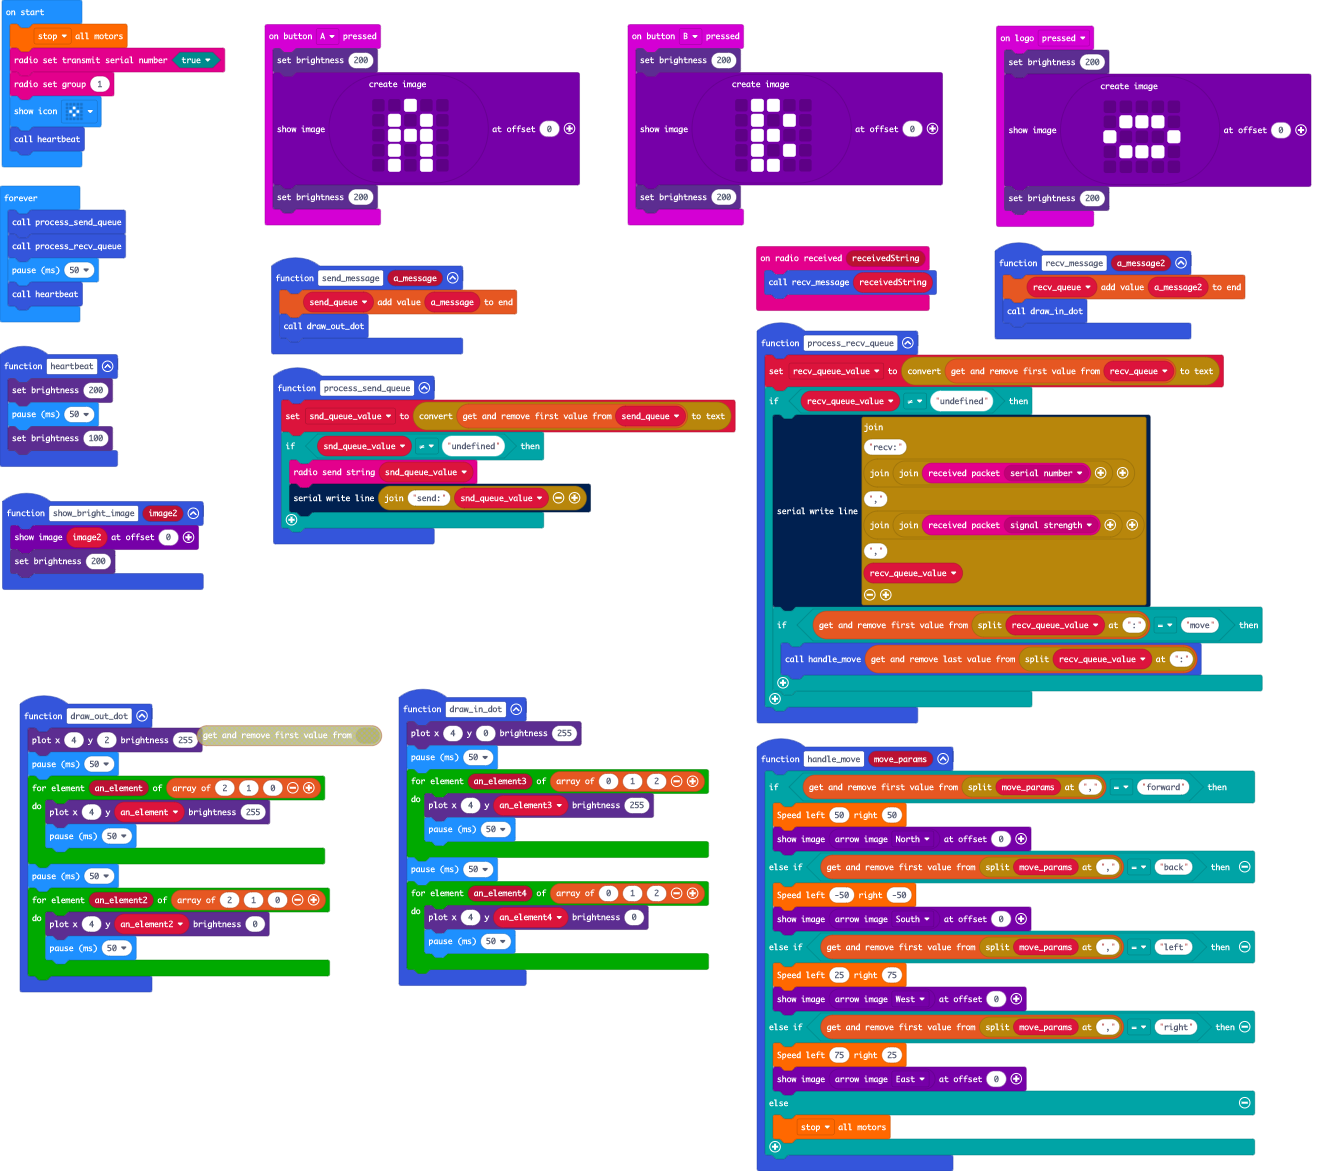 on start
stop all motors
radio set transmit serial number true
radio set group 1
show icon
call heartbeat
forever
call process_send_queue
call process_recv_queue
pause (ms) 50
call heartbeat
function heartbeat
set brightness 200
pause (ms) 50
set brightness 100
function show_bright_image image2
show image image2 at offset 0
set brightness 200
on button A pressed
set brightness 200
create image
show image at offset 0
set brightness 200
on button B pressed
set brightness 200
create image
show image at offset 0
set brightness 200
on logo pressed
set brightness 200
create image
show image at offset 0
set brightness 200
function send_message a_message
send_queue add value a_message to end
call draw_out_dot
function process_send_queue
set snd_queue_value to convert get and remove first value from send_queue to text
if snd_queue_value ≠ "undefined" then
radio send string snd_queue_value
serial write line join "send:" snd_queue_value
on radio received receivedString
call recv_message receivedString
function recv_message a_message2
recv_queue add value a_message2 to end
call draw_in_dot
function process_recv_queue
set recv_queue_value to convert get and remove first value from recv_queue to text
if recv_queue_value ≠ "undefined" then
join
"recv:"
join join received packet serial number
","
serial write line
join join received packet signal strength
","
recv_queue_value
if get and remove first value from split recv_queue_value at ":" = "move" then
call handle_move get and remove last value from split recv_queue_value at ":"
function draw_out_dot
plot x 4 y 2 brightness 255
get and remove first value from
pause (ms) 50
for element an_element of array of 2 1 0
do
plot x 4 y an_element brightness 255
pause (ms) 50
pause (ms) 50
for element an_element2 of array of 2 1 0
do
plot x 4 y an_element2 brightness 0
pause (ms) 50
function draw_in_dot
plot x 4 y 0 brightness 255
pause (ms) 50
for element an_element3 of array of 0 1 2
do
plot x 4 y an_element3 brightness 255
pause (ms) 50
pause (ms) 50
for element an_element4 of array of 0 1 2
do
plot x 4 y an_element4 brightness 0
pause (ms) 50
function handle_move move_params
if get and remove first value from split move_params at "," = "forward" then
Speed left 50 right 50
show image arrow image North at offset 0
else if get and remove first value from split move_params at "," = "back" then
Speed left -50 right -50
show image arrow image South at offset 0
else if get and remove first value from split move_params at "," = "left" then
Speed left 25 right 75
show image arrow image West at offset 0
else if get and remove first value from split move_params at "," = "right" then
Speed left 75 right 25
show image arrow image East at offset 0
else
stop all motors